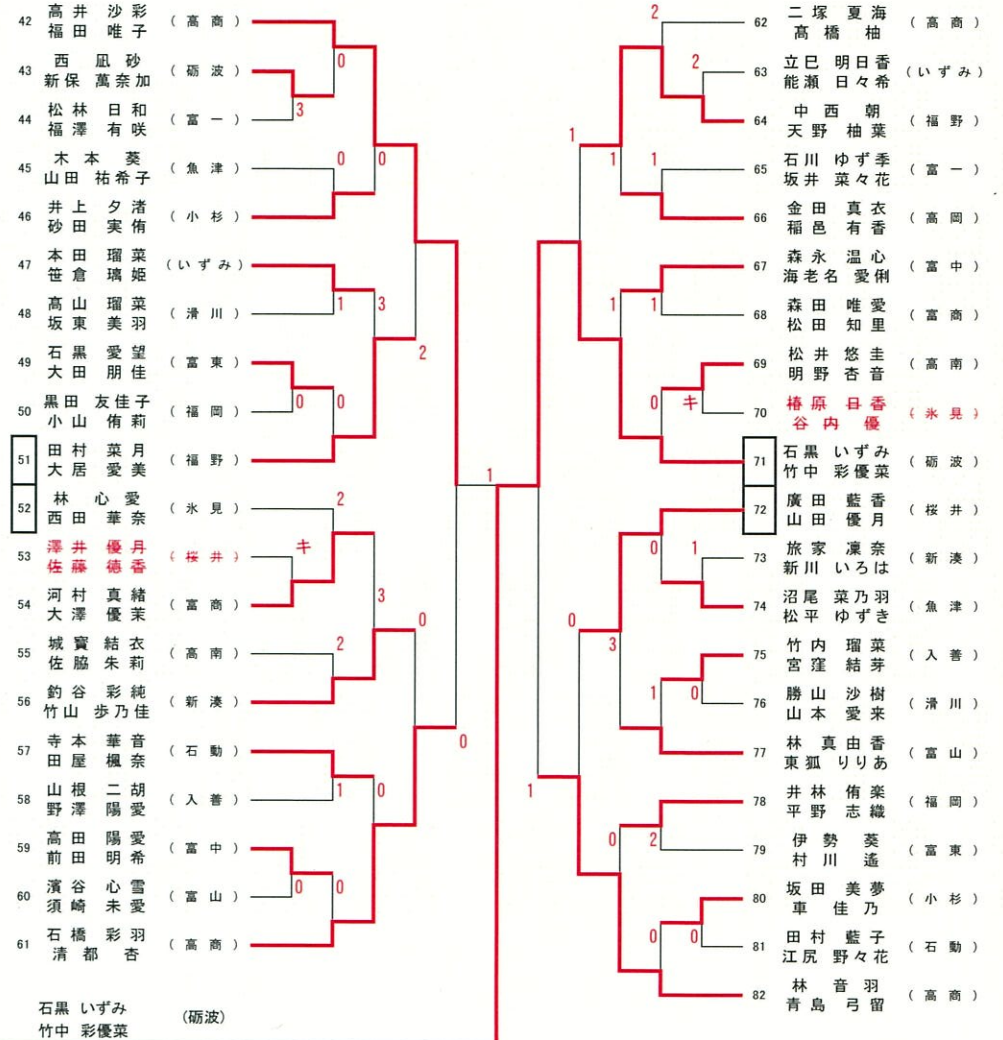 42 高井 沙彩 福田 唯子 (高商)
43 西 凪砂 新保 萬奈加 (砺波)
44 松林 日和 福澤 有咲 (富一)
45 木本 葵 山田 祐希子 (魚津)
46 井上 夕渚 砂田 実侑 (小杉)
47 本田 瑠菜 笹倉 璃姫 (いずみ)
48 髙山 瑠菜 坂東 美羽 (滑川)
49 石黒 愛望 大田 朋佳 (富東)
50 黒田 友佳子 小山 侑莉 (福岡)
51 田村 菜月 大居 愛美 (福野)
52 林 心愛 西田 華奈 (氷見)
53 澤井 優月 佐藤 德香 (桜井)
54 河村 真緒 大澤 優茉 (富商)
55 城寶 結衣 佐脇 朱莉 (高南)
56 釣谷 彩純 竹山 歩乃佳 (新湊)
57 寺本 華音 田屋 楓奈 (石動)
58 山根 二胡 野澤 陽愛 (入善)
59 高田 陽愛 前田 明希 (富中)
60 濱谷 心雪 須崎 未愛 (富山)
61 石橋 彩羽 清都 杏 (高商)
0
3
0
0
1
3
0
0
2
2
キ
3
2
0
1
0
0
0
0
1
62 二塚 夏海 髙橋 柚 (高商)
63 立巳 明日香 能瀬 日々希 (いずみ)
64 中西 朝 天野 柚葉 (福野)
65 石川 ゆず季 坂井 菜々花 (富一)
66 金田 真衣 稲邑 有香 (高岡)
67 森永 温心 海老名 愛俐 (富中)
68 森田 唯愛 松田 知里 (富商)
69 松井 悠圭 明野 杏音 (高南)
70 椿原 日香 谷内 優 (氷見)
71 石黒 いずみ 竹中 彩優菜 (砺波)
72 廣田 藍香 山田 優月 (桜井)
73 旅家 凜奈 新川 いろは (新湊)
74 沼尾 菜乃羽 松平 ゆずき (魚津)
75 竹内 瑠菜 宮窪 結芽 (入善)
76 勝山 沙樹 山本 愛来 (滑川)
77 林 真由香 東狐 りりあ (富山)
78 井林 侑楽 平野 志織 (福岡)
79 伊勢 葵 村川 遙 (富東)
80 坂田 美夢 車 佳乃 (小杉)
81 田村 藍子 江尻 野々花 (石動)
82 林 音羽 青島 弓留 (高商)
2
2
1
1
1
1
1
0
キ
0
1
0
3
1
0
1
0
2
0
0
石黒 いずみ
竹中 彩優菜
(砺波)